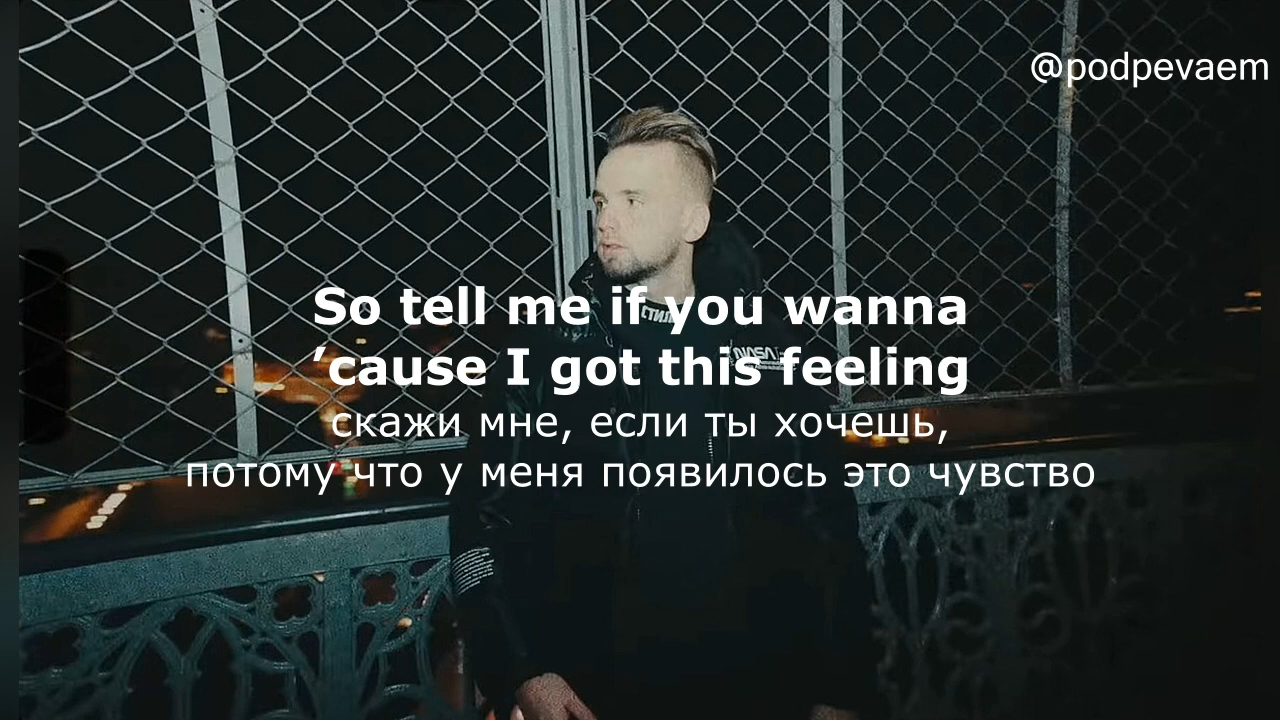 @podpevaem
So tell me if you wanna
’cause I got this feeling
скажи мне, если ты хочешь,
потому что у меня появилось это чувство
NASA